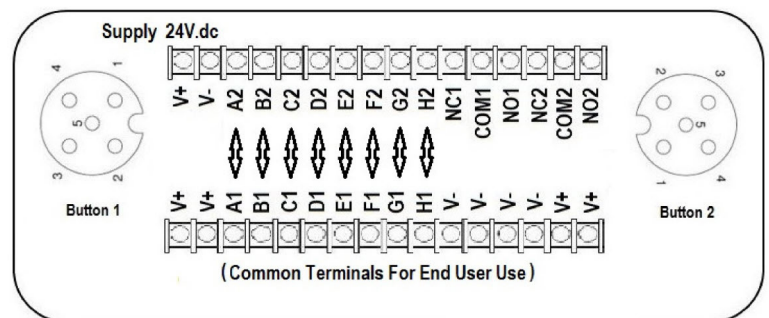 Supply 24V.dc
V+ V- A2 B2 C2 D2 E2 F2 G2 H2 NC1 COM1 NO1 NC2 COM2 NO2
4 1
5
3 2
Button 1
2 3
5
1 4
Button 2
V+ V+ A1 B1 C1 D1 E1 F1 G1 H1 V- V- V- V- V+ V+
(Common Terminals For End User Use)